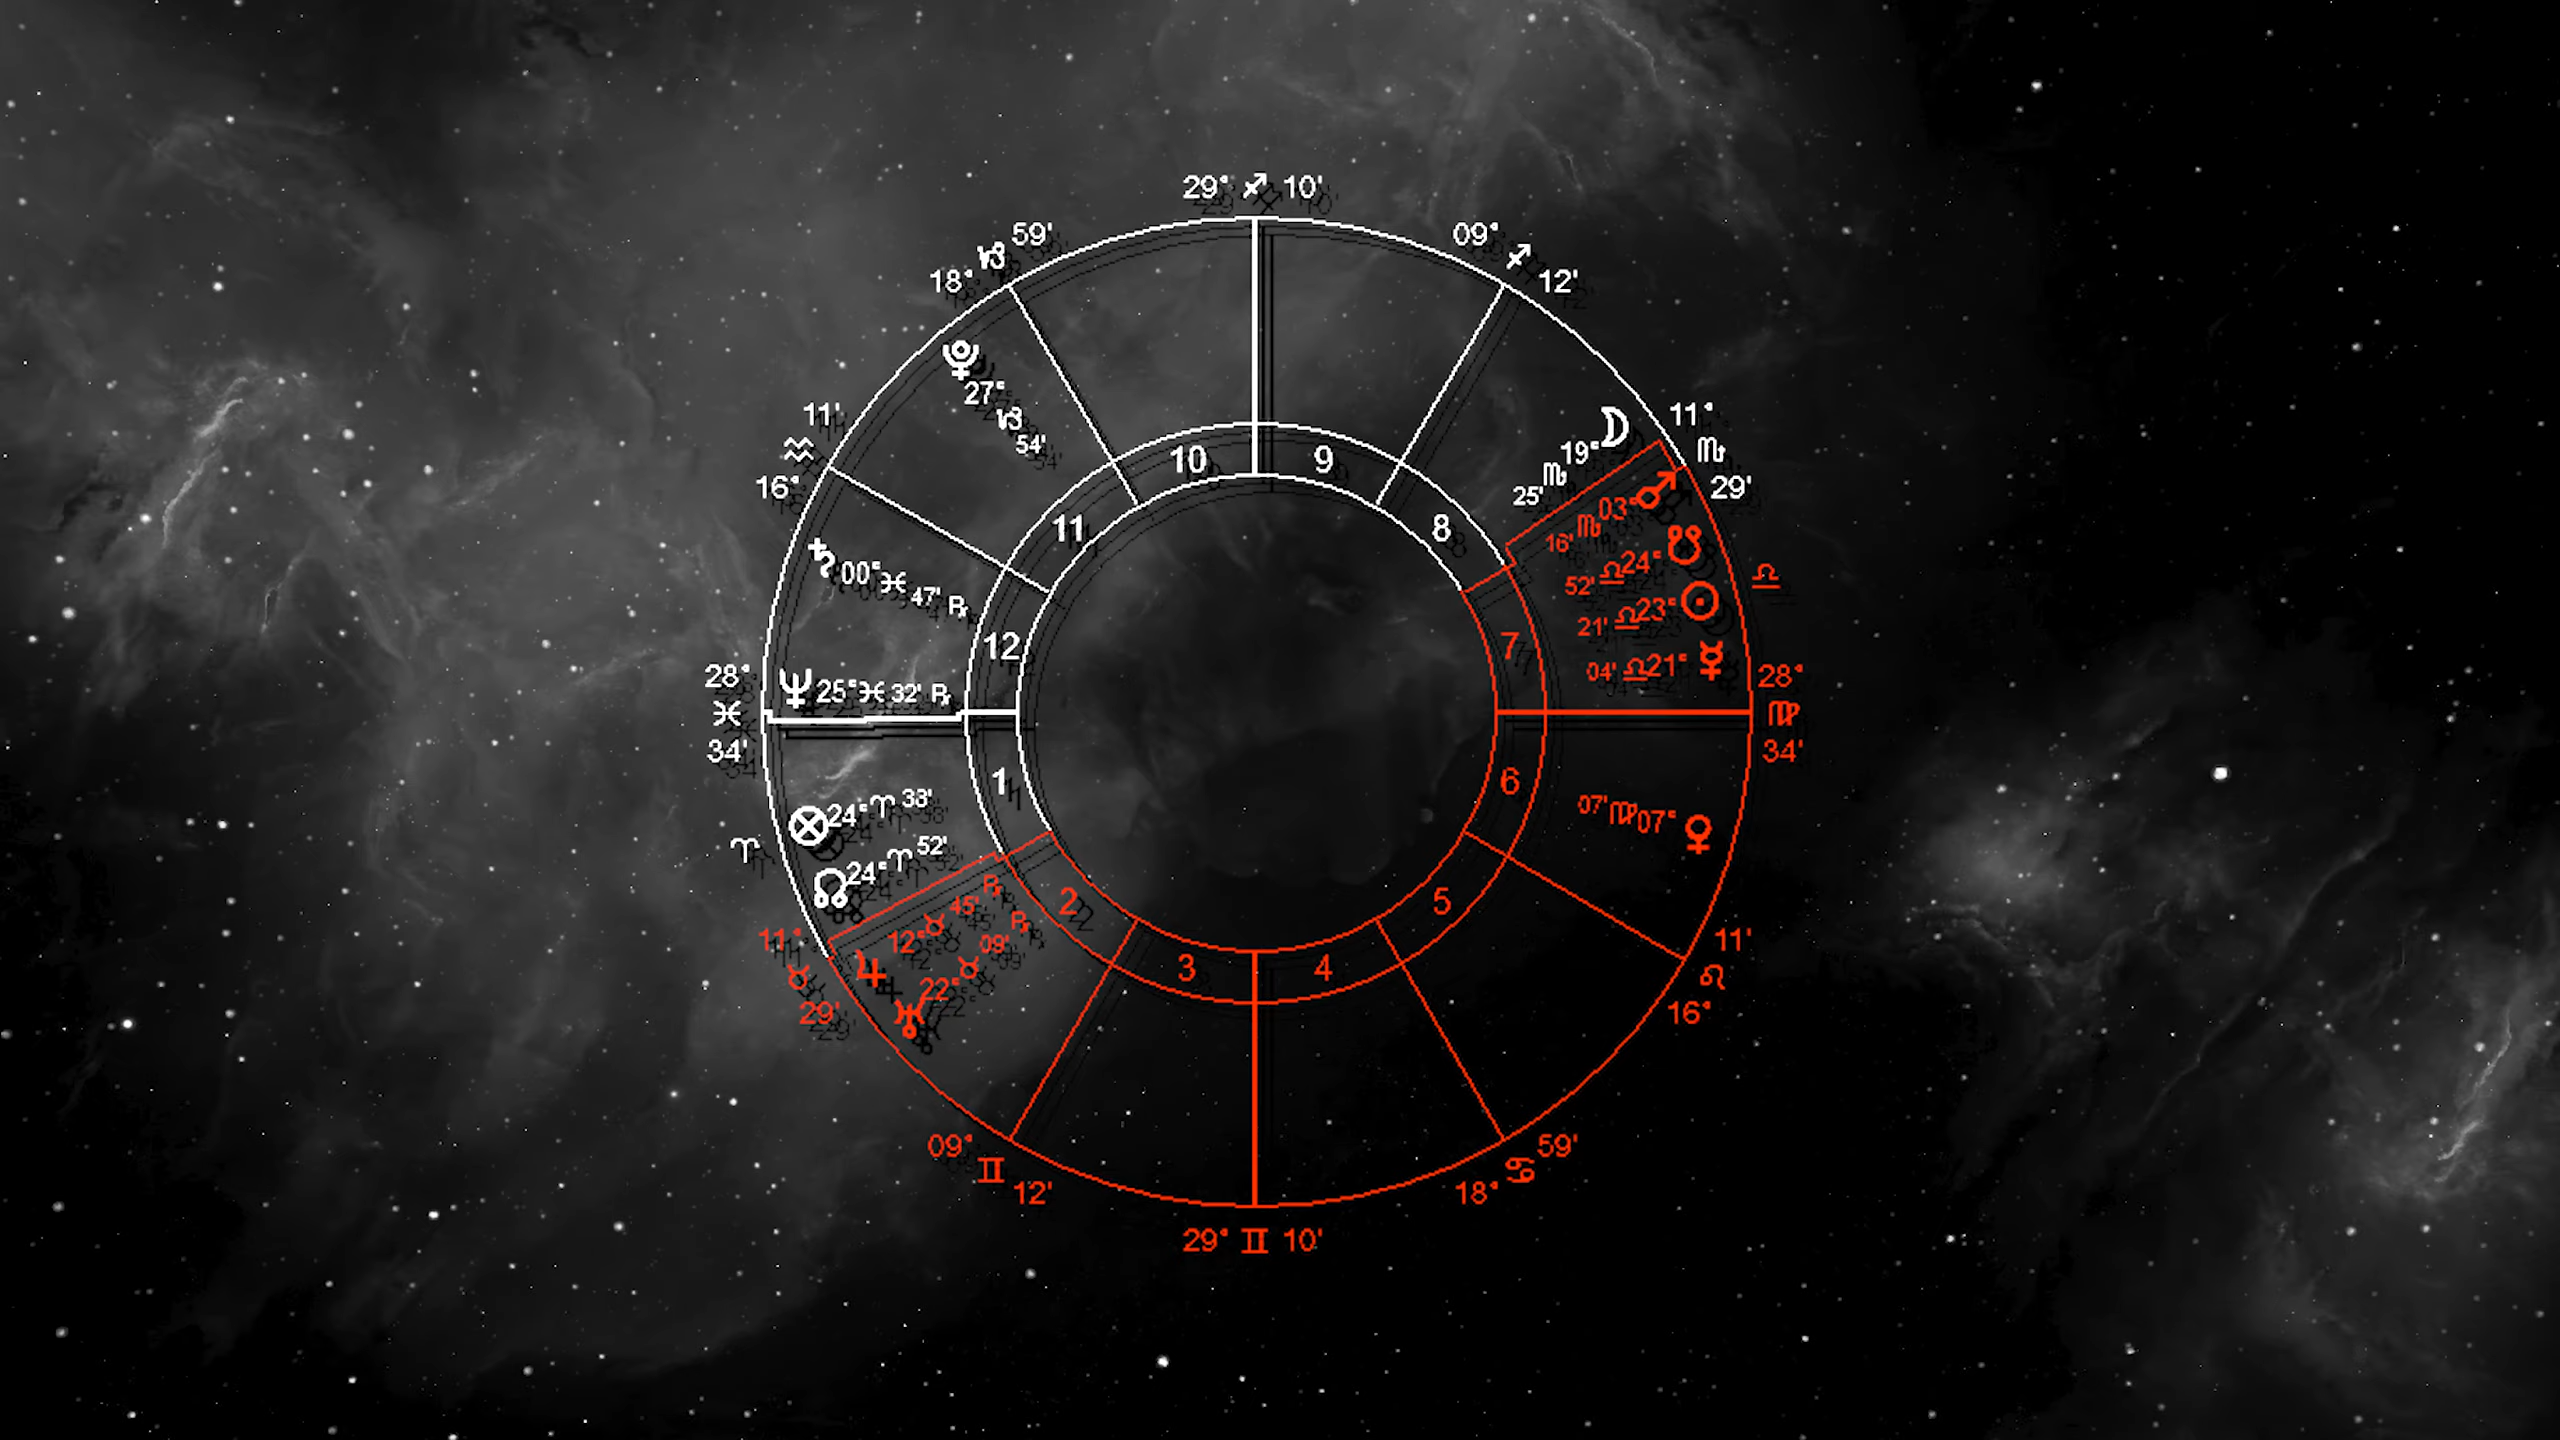 29° ♐ 10'
09° ♐ 12'
18° ♑ 59'
♇ 27° ♑ 54'
11' ♒ 16°
☽ 19° ♏ 25'
11° ♏ 29'
10
9
11
8
♂ 03° ♏ 16'
☋ 24° ♎ 52'
♎
☉ 23° ♎ 21'
☿ 21° ♎ 04'
♄ 00° ♓ 47' ℞
12
7
♆ 25° ♓ 32' ℞
28° ♓ 34'
28° ♍ 34'
1
6
⊗ 24° ♈ 38'
♀ 07° ♍ 07'
♈
☊ 24° ♈ 52'
2
5
11° ♉ 29'
♃ 12° ♉ 45' ℞
♅ 22° ♉ 09' ℞
11' ♌ 16°
3
4
09° ♊ 12'
18° ♋ 59'
29° ♊ 10'